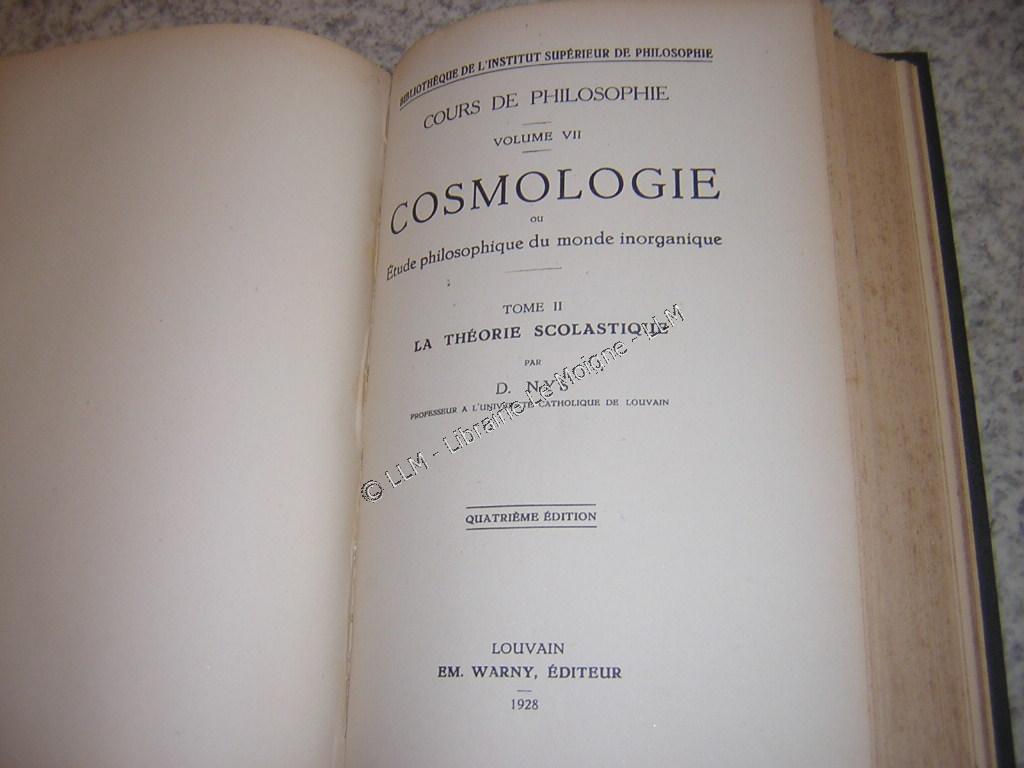 BIBLIOTHÈQUE DE L'INSTITUT SUPÉRIEUR DE PHILOSOPHIE
COURS DE PHILOSOPHIE
VOLUME VII
COSMOLOGIE
OU
Étude philosophique du monde inorganique
TOME II
LA THÉORIE SCOLASTIQUE
PAR
D. NYS
PROFESSEUR A L'UNIVERSITÉ CATHOLIQUE DE LOUVAIN
© LLM - Librairie Le Moigne - LLM
QUATRIÈME ÉDITION
LOUVAIN
EM. WARNY, ÉDITEUR
1928